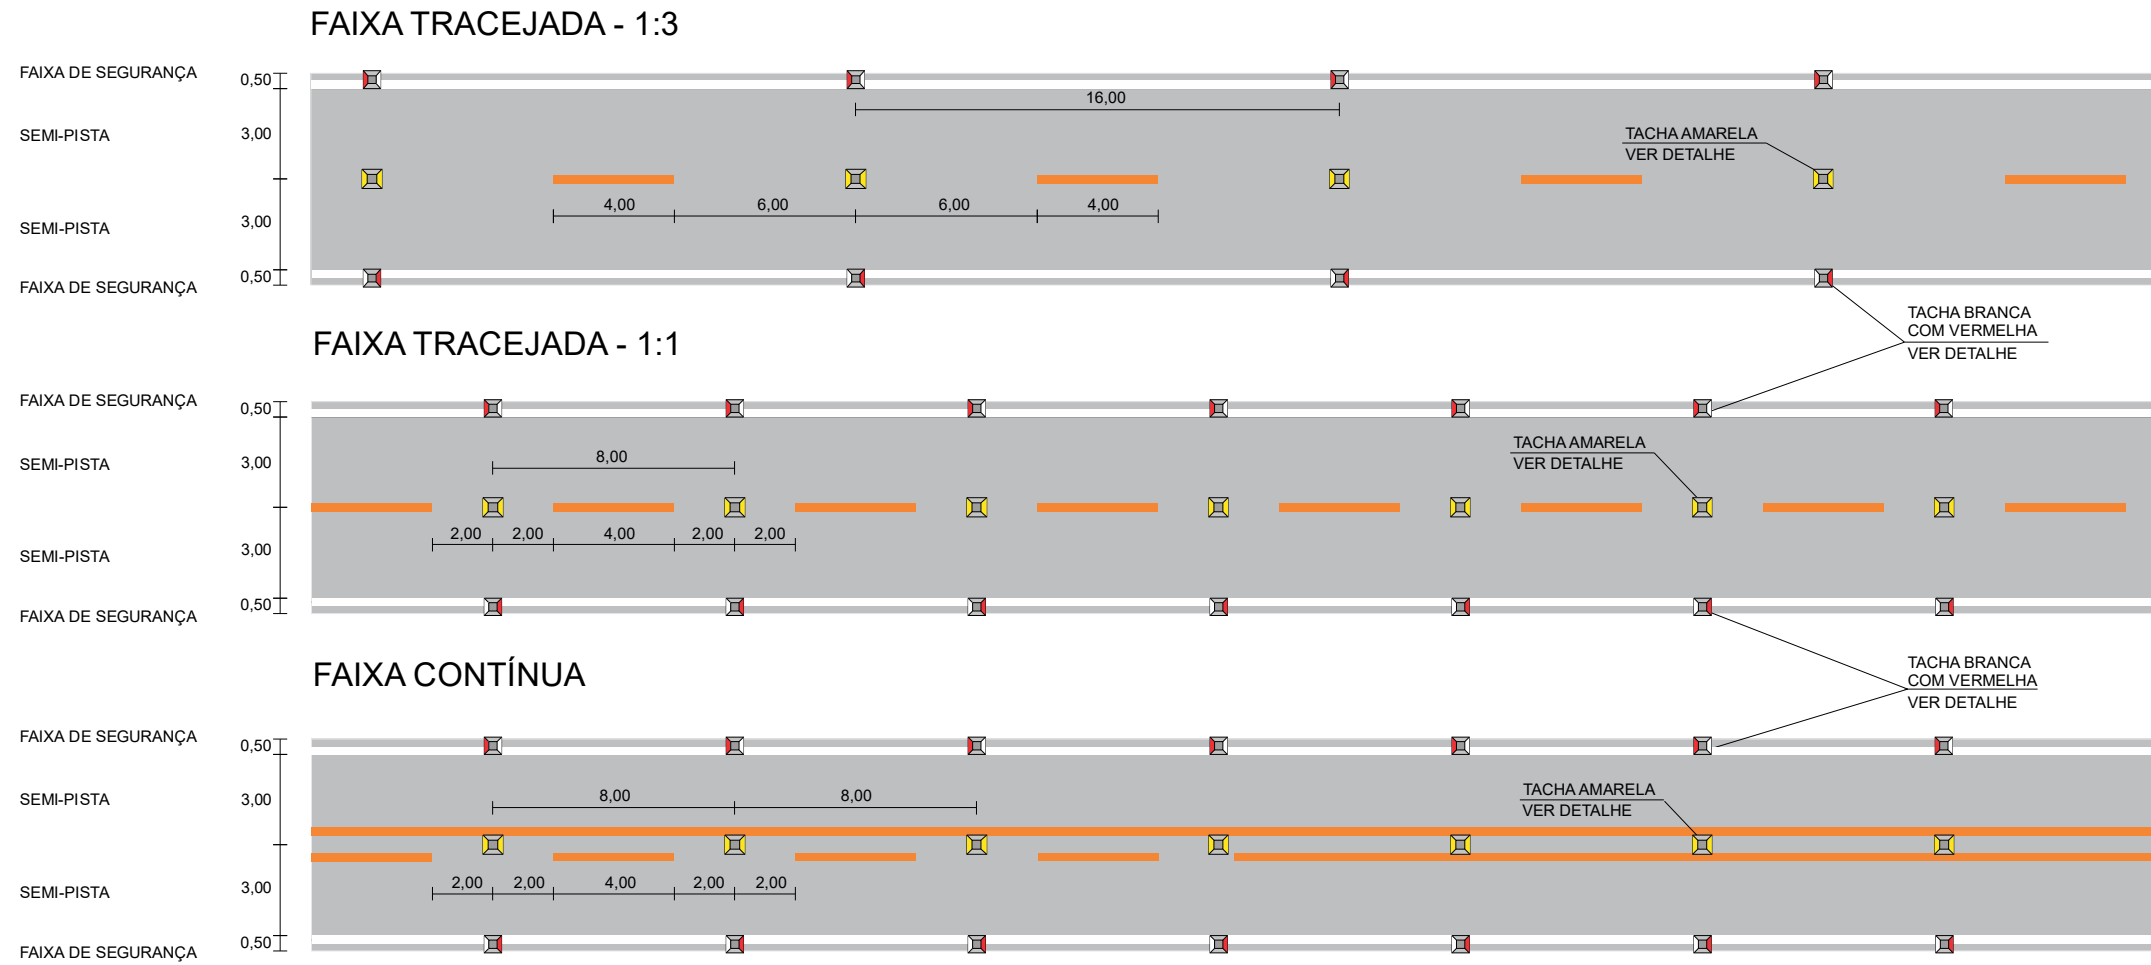 FAIXA TRACEJADA - 1:3
FAIXA DE SEGURANÇA
0,50
16,00
SEMI-PISTA
3,00
TACHA AMARELA
VER DETALHE
4,00
6,00
6,00
4,00
SEMI-PISTA
3,00
FAIXA DE SEGURANÇA
0,50
TACHA BRANCA
COM VERMELHA
VER DETALHE
FAIXA TRACEJADA - 1:1
FAIXA DE SEGURANÇA
0,50
SEMI-PISTA
3,00
8,00
TACHA AMARELA
VER DETALHE
2,00
2,00
4,00
2,00
2,00
SEMI-PISTA
3,00
FAIXA DE SEGURANÇA
0,50
TACHA BRANCA
COM VERMELHA
VER DETALHE
FAIXA CONTÍNUA
FAIXA DE SEGURANÇA
0,50
SEMI-PISTA
3,00
8,00
8,00
TACHA AMARELA
VER DETALHE
2,00
2,00
4,00
2,00
2,00
SEMI-PISTA
3,00
FAIXA DE SEGURANÇA
0,50